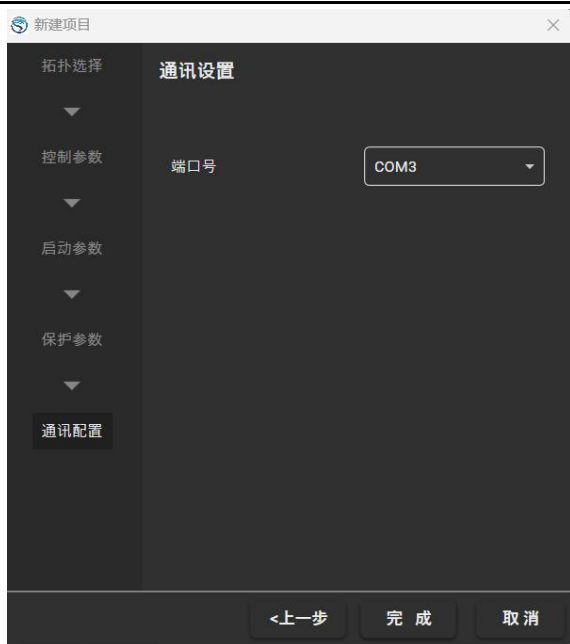 新建项目
拓扑选择
控制参数
启动参数
保护参数
通讯配置
通讯设置
端口号
COM3
<上一步
完 成
取 消